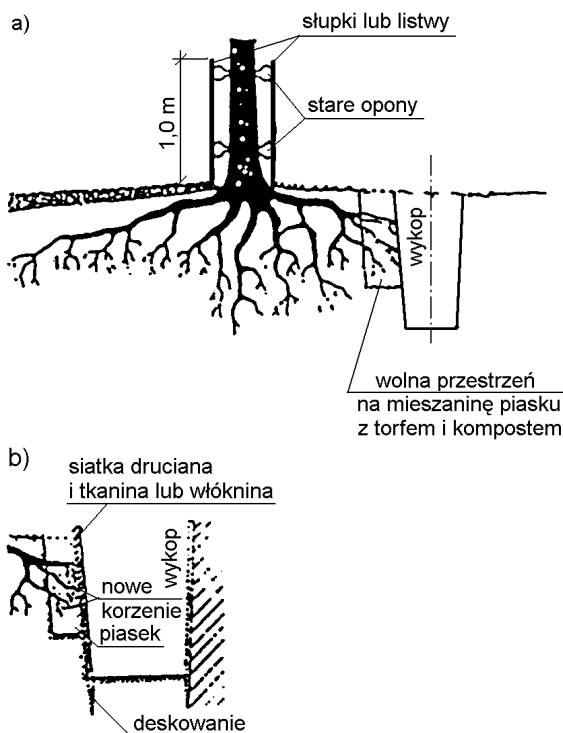 a)
słupki lub listwy
stare opony
1,0 m
wykop
wolna przestrzeń
na mieszaninę piasku
z torfem i kompostem
b)
siatka druciana
i tkanina lub włóknina
wykop
nowe
korzenie
piasek
deskowanie